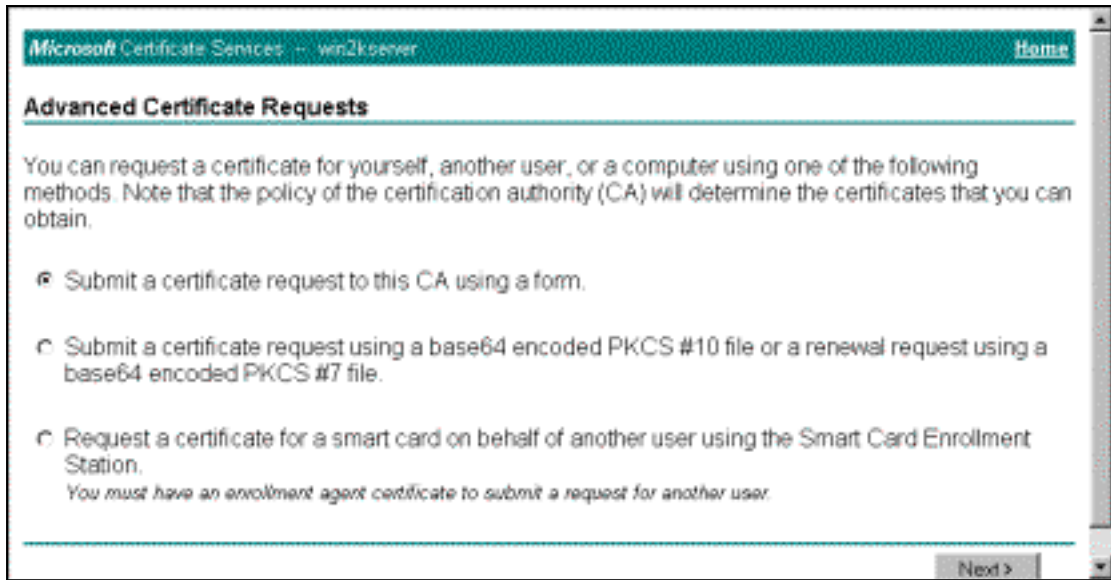 Microsoft Certificate Services -- win2kserver Home
Advanced Certificate Requests
You can request a certificate for yourself, another user, or a computer using one of the following
methods. Note that the policy of the certification authority (CA) will determine the certificates that you can
obtain.
Submit a certificate request to this CA using a form.
Submit a certificate request using a base64 encoded PKCS #10 file or a renewal request using a
base64 encoded PKCS #7 file.
Request a certificate for a smart card on behalf of another user using the Smart Card Enrollment
Station.
You must have an enrollment agent certificate to submit a request for another user.
Next >